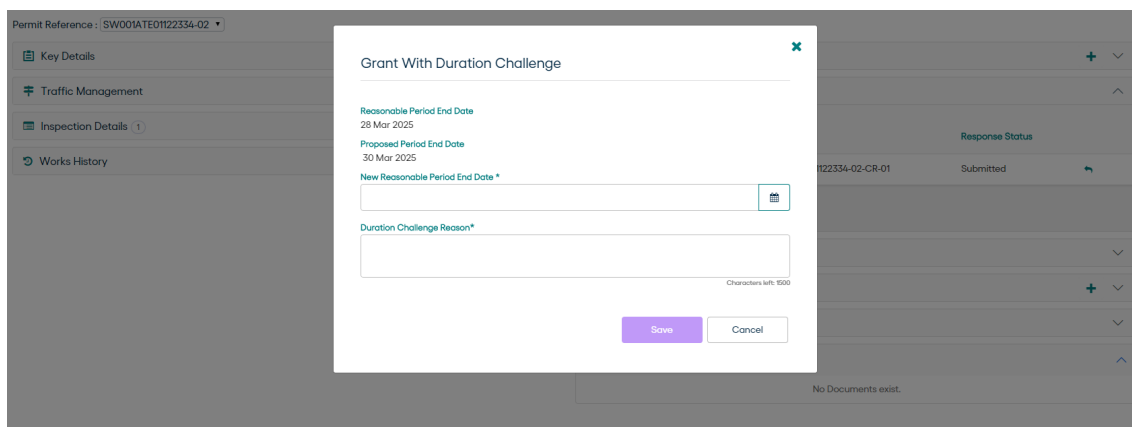 Permit Reference : SW001ATE01122334-02
Key Details
Traffic Management
Inspection Details 1
Works History
Grant With Duration Challenge
Reasonable Period End Date
28 Mar 2025
Proposed Period End Date
30 Mar 2025
New Reasonable Period End Date *
Duration Challenge Reason*
Characters left: 1500
Save Cancel
Response Status
1122334-02-CR-01 Submitted
No Documents exist.